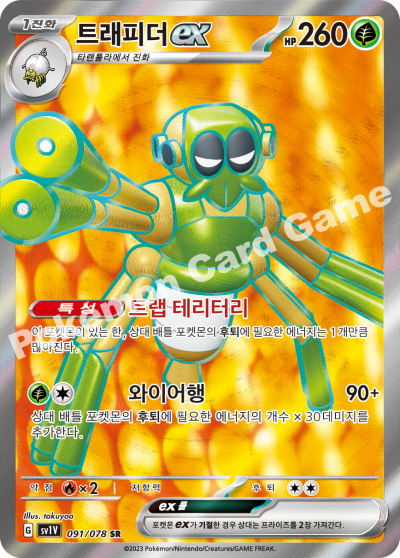 1진화
트래피더 ex
HP 260
타랜툴라에서 진화
Pokémon Card Game
특성 트랩 테리터리
이 포켓몬이 있는 한, 상대 배틀 포켓몬의 후퇴에 필요한 에너지는 1개만큼
많아진다.
와이어행 90+
상대 배틀 포켓몬의 후퇴에 필요한 에너지의 개수 × 30데미지를
추가한다.
약점 ×2 저항력 후퇴
Illus. takuyoa
ex 룰
포켓몬 ex가 기절한 경우 상대는 프라이즈를 2장 가져간다.
G sv1V 091/078 SR
©2023 Pokémon/Nintendo/Creatures/GAME FREAK.